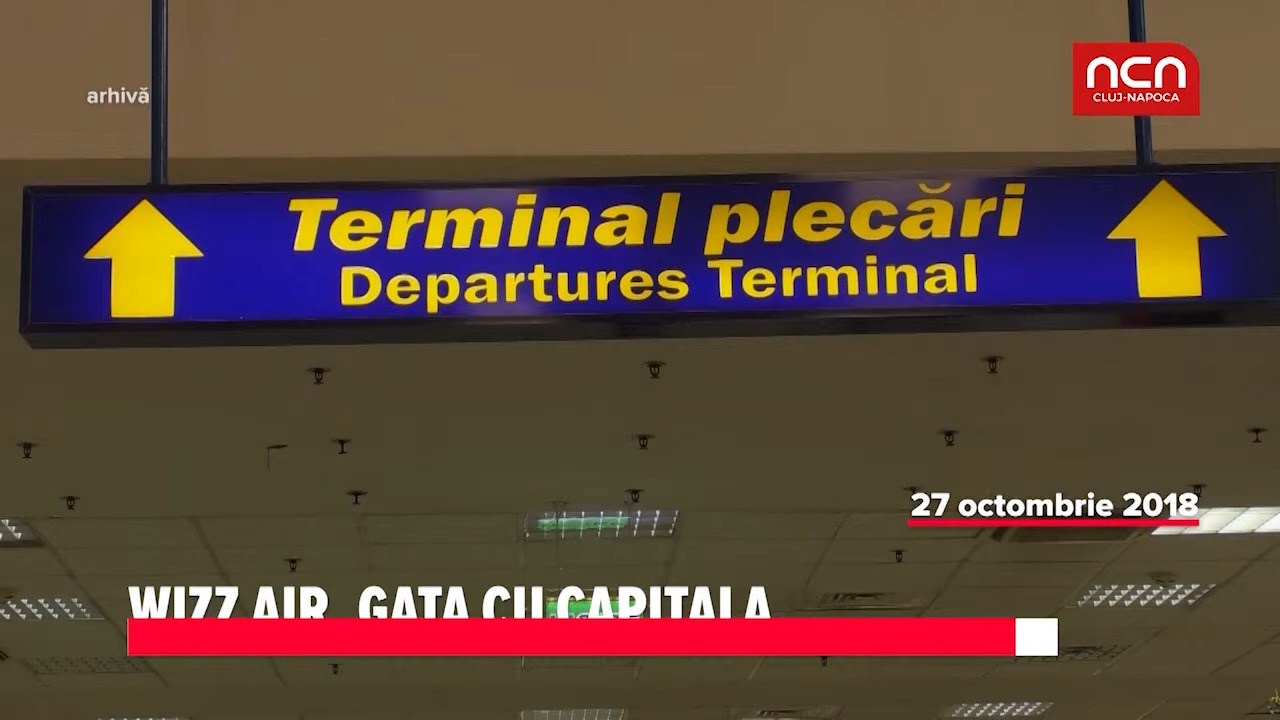 arhivă
ncn
CLUJ-NAPOCA
Terminal plecări
Departures Terminal
27 octombrie 2018
WIZZ AIR, GATA CU CAPITALA